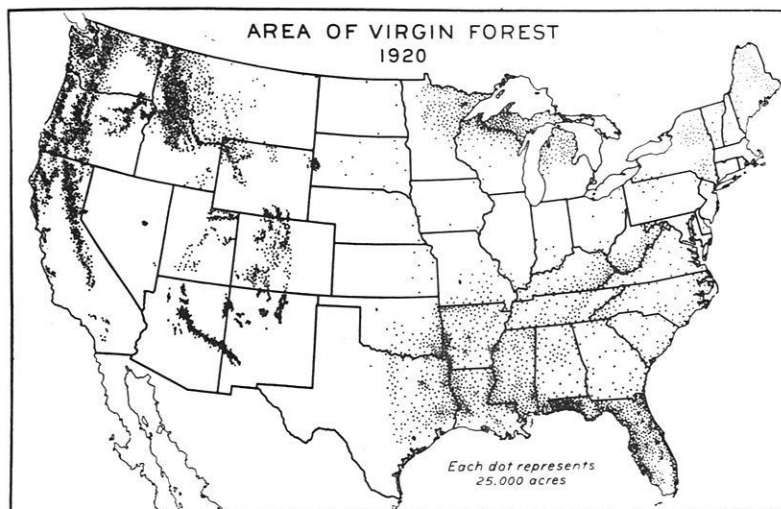 AREA OF VIRGIN FOREST
1920
Each dot represents
25.000 acres